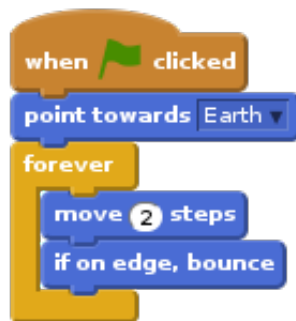 when clicked
point towards Earth
forever
move 2 steps
if on edge, bounce